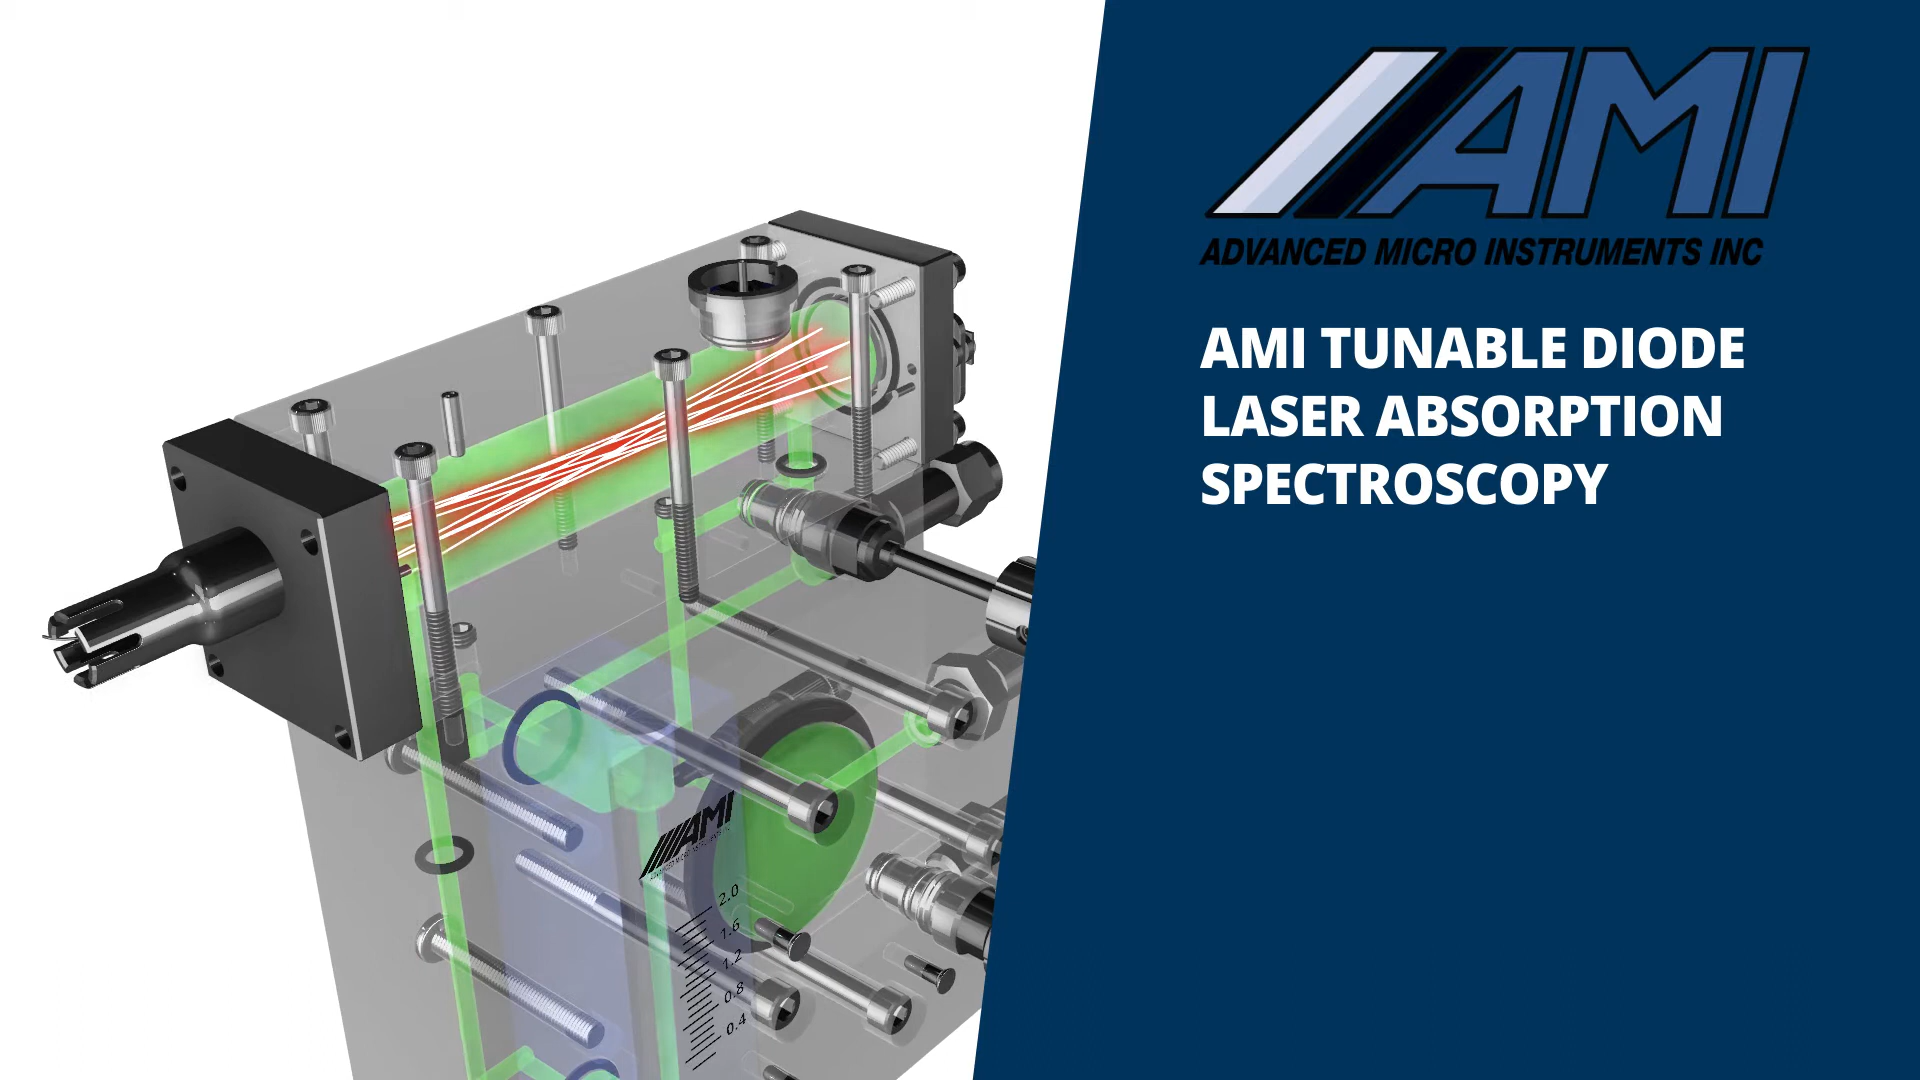 AMI
ADVANCED MICRO INSTRUMENTS INC
AMI TUNABLE DIODE
LASER ABSORPTION
SPECTROSCOPY
AMI
2.0
1.6
1.2
0.8
0.4